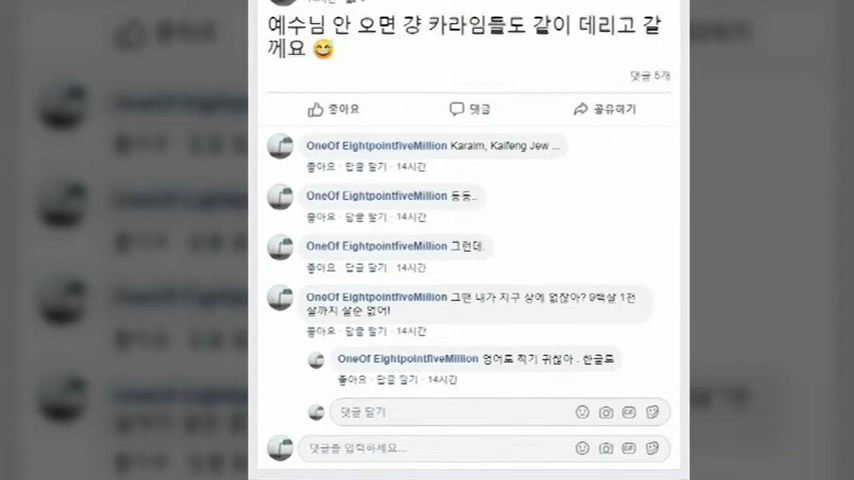 예수님 안 오면 걍 카라임들도 같이 데리고 갈
께요 😅
댓글 5개
좋아요 댓글 공유하기
OneOf EightpointfiveMillion Karaim, Kaifeng Jew ...
좋아요 · 답글 달기 · 14시간
OneOf EightpointfiveMillion 등등..
좋아요 · 답글 달기 · 14시간
OneOf EightpointfiveMillion 그런데.
좋아요 · 답글 달기 · 14시간
OneOf EightpointfiveMillion 그땐 내가 지구 상에 없잖아? 9백살 1천
살까지 살순 없어!
좋아요 · 답글 달기 · 14시간
OneOf EightpointfiveMillion 영어로 적기 귀찮아 . 한글로
좋아요 · 답글 달기 · 14시간
댓글 달기
댓글을 입력하세요...